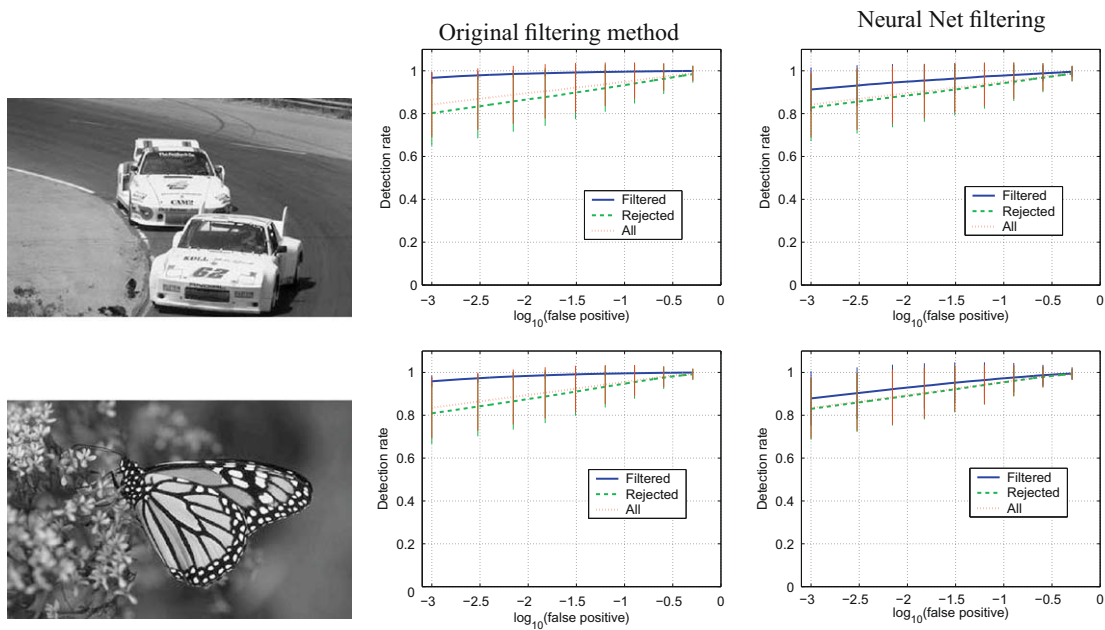 Original filtering method
Neural Net filtering
Detection rate
1
0.8
0.6
0.4
0.2
0
Filtered
Rejected
All
−3
−2.5
−2
−1.5
−1
−0.5
0
log10(false positive)
Detection rate
1
0.8
0.6
0.4
0.2
0
Filtered
Rejected
All
−3
−2.5
−2
−1.5
−1
−0.5
0
log10(false positive)
CAM2
KULL
62
Detection rate
1
0.8
0.6
0.4
0.2
0
Filtered
Rejected
All
−3
−2.5
−2
−1.5
−1
−0.5
0
log10(false positive)
Detection rate
1
0.8
0.6
0.4
0.2
0
Filtered
Rejected
All
−3
−2.5
−2
−1.5
−1
−0.5
0
log10(false positive)